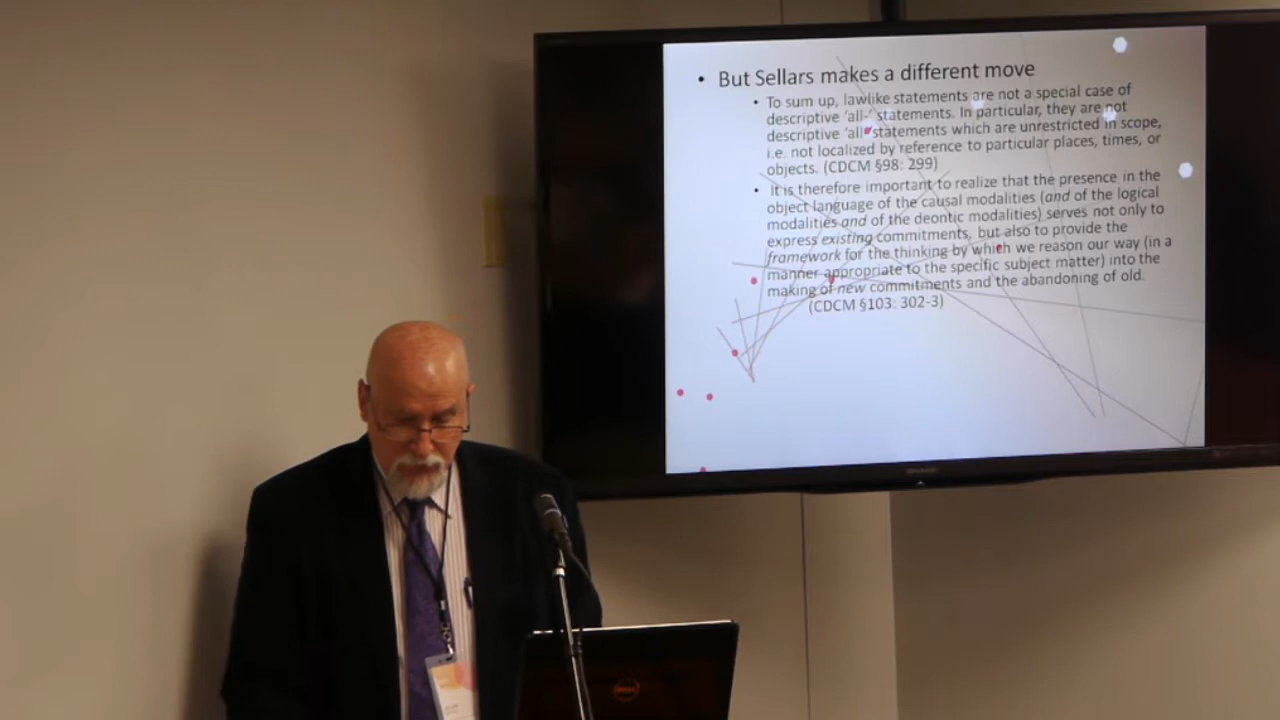 • But Sellars makes a different move
• To sum up, lawlike statements are not a special case of
descriptive ‘all-’ statements. In particular, they are not
descriptive ‘all-’statements which are unrestricted in scope,
i.e. not localized by reference to particular places, times, or
objects. (CDCM §98: 299)
• It is therefore important to realize that the presence in the
object language of the causal modalities (and of the logical
modalities and of the deontic modalities) serves not only to
express existing commitments, but also to provide the
framework for the thinking by which we reason our way (in a
manner appropriate to the specific subject matter) into the
making of new commitments and the abandoning of old.
(CDCM §103: 302-3)
DELL